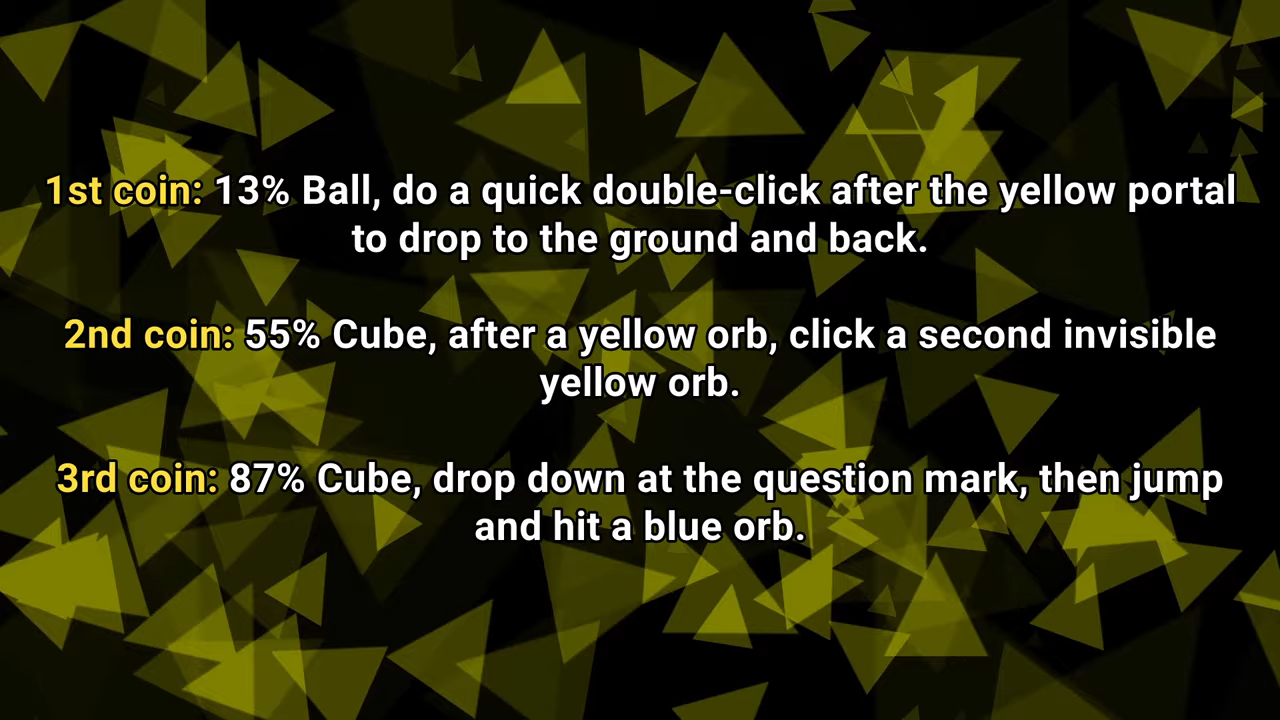 1st coin: 13% Ball, do a quick double-click after the yellow portal
to drop to the ground and back.
2nd coin: 55% Cube, after a yellow orb, click a second invisible
yellow orb.
3rd coin: 87% Cube, drop down at the question mark, then jump
and hit a blue orb.